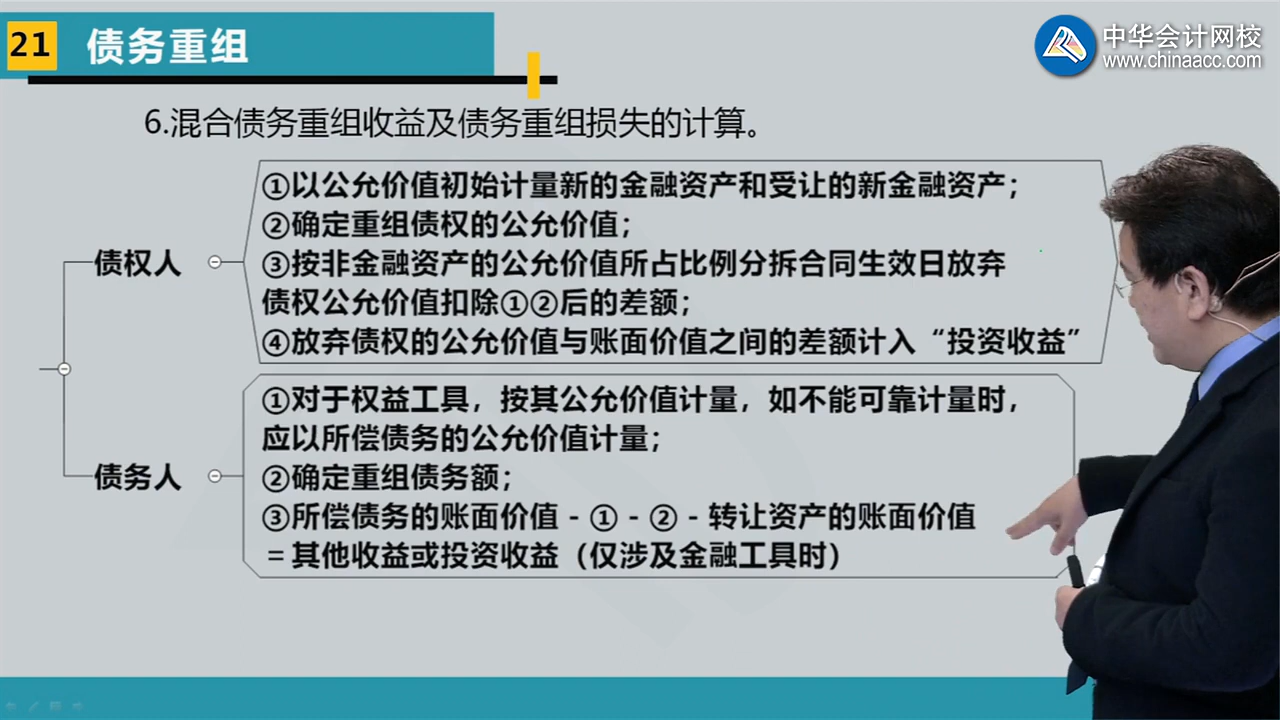 21 债务重组
中华会计网校
www.chinaacc.com
6.混合债务重组收益及债务重组损失的计算。
债权人
①以公允价值初始计量新的金融资产和受让的新金融资产；
②确定重组债权的公允价值；
③按非金融资产的公允价值所占比例分拆合同生效日放弃
债权公允价值扣除①②后的差额；
④放弃债权的公允价值与账面价值之间的差额计入“投资收益”
债务人
①对于权益工具，按其公允价值计量，如不能可靠计量时，
应以所偿债务的公允价值计量；
②确定重组债务额；
③所偿债务的账面价值－①－②－转让资产的账面价值
＝其他收益或投资收益（仅涉及金融工具时）